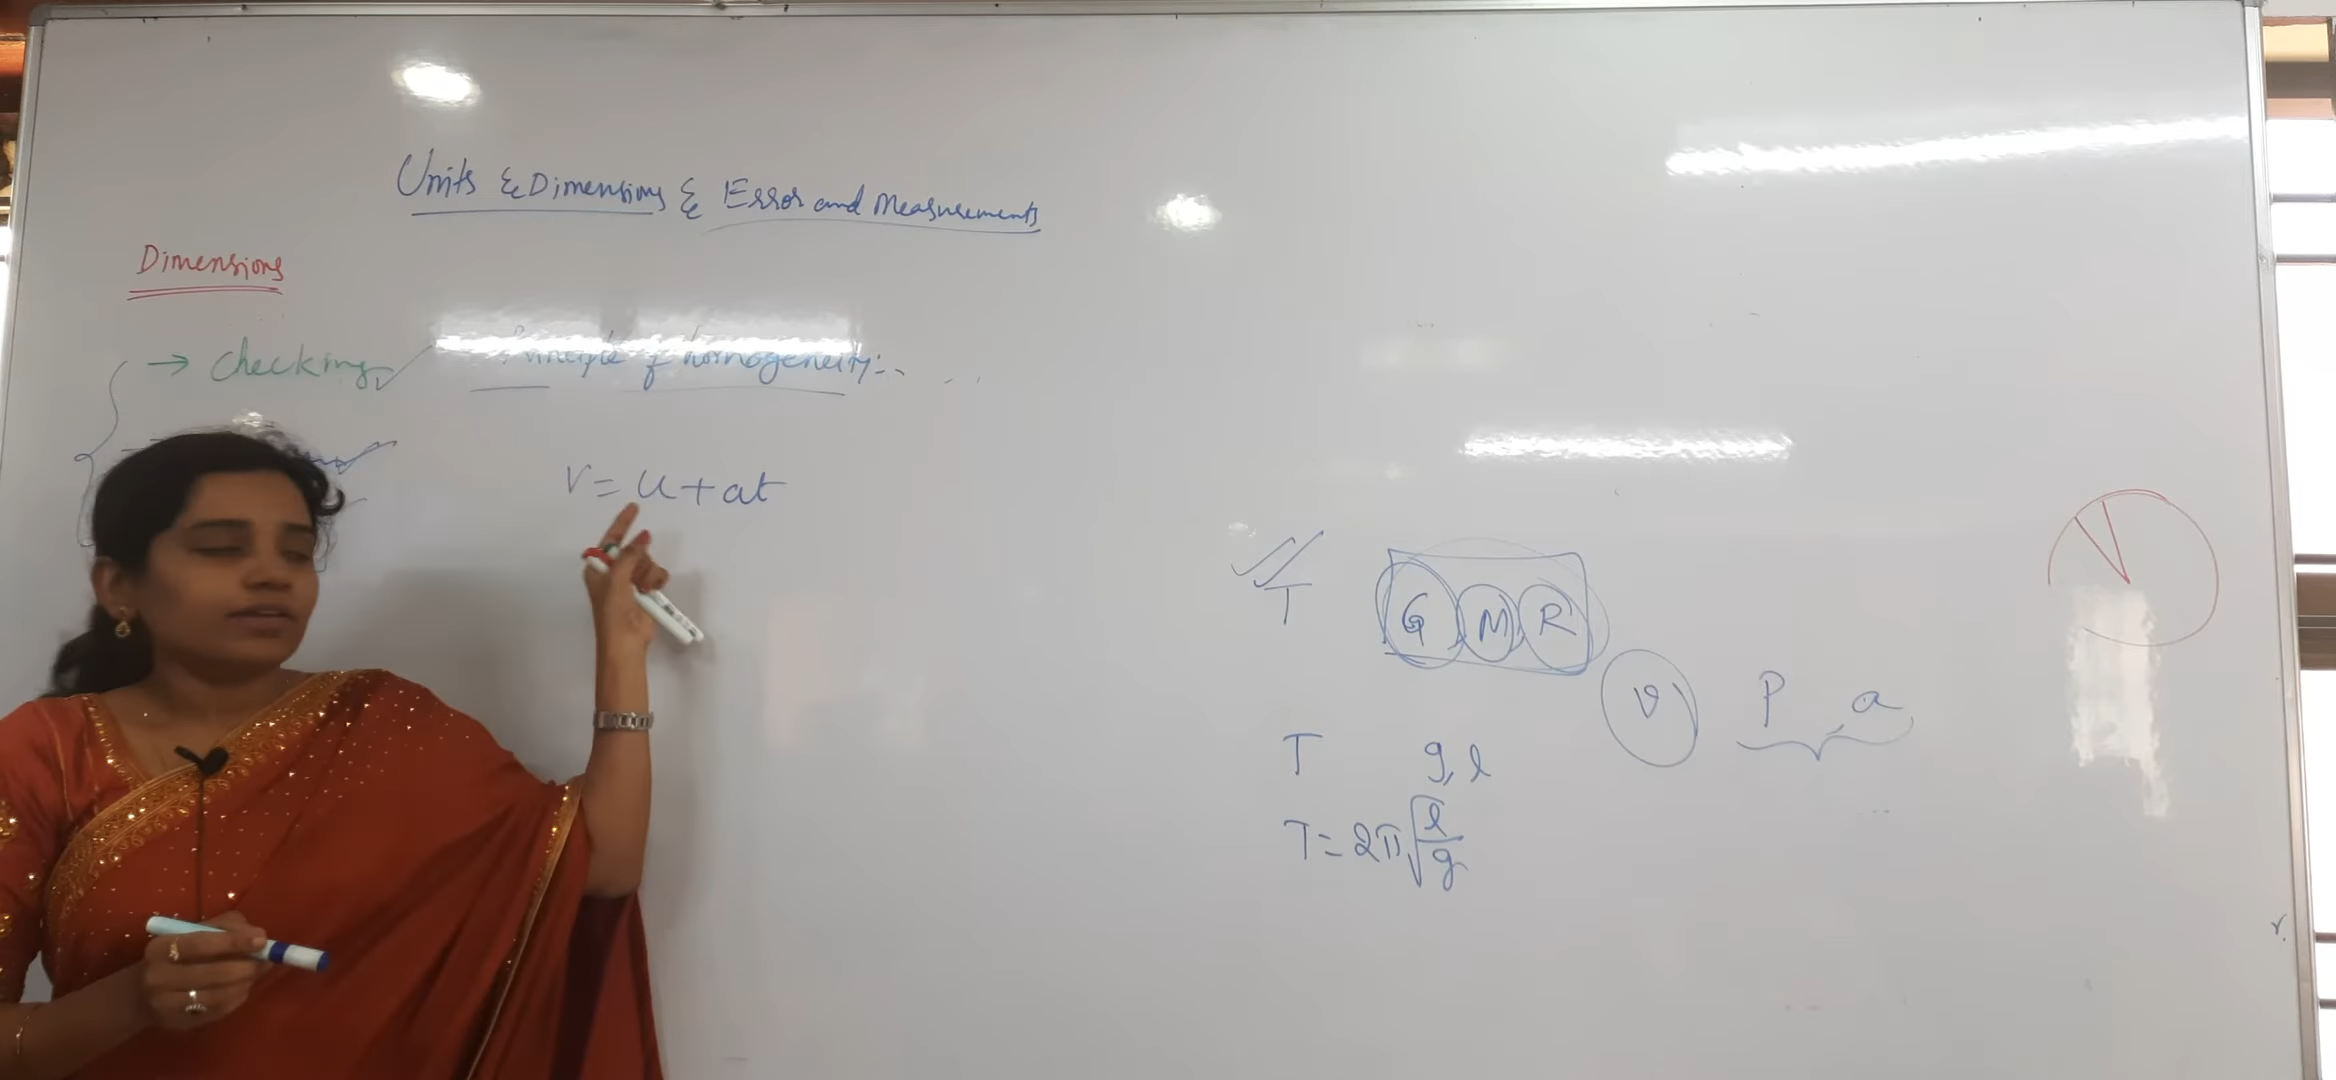 Units & Dimensions & Error and Measurements
Dimensions
→ Checking ✓ Principle of homogeneity:-
v = u + at
T G M R
v P, a
T g, l
T = 2π√(l/g)